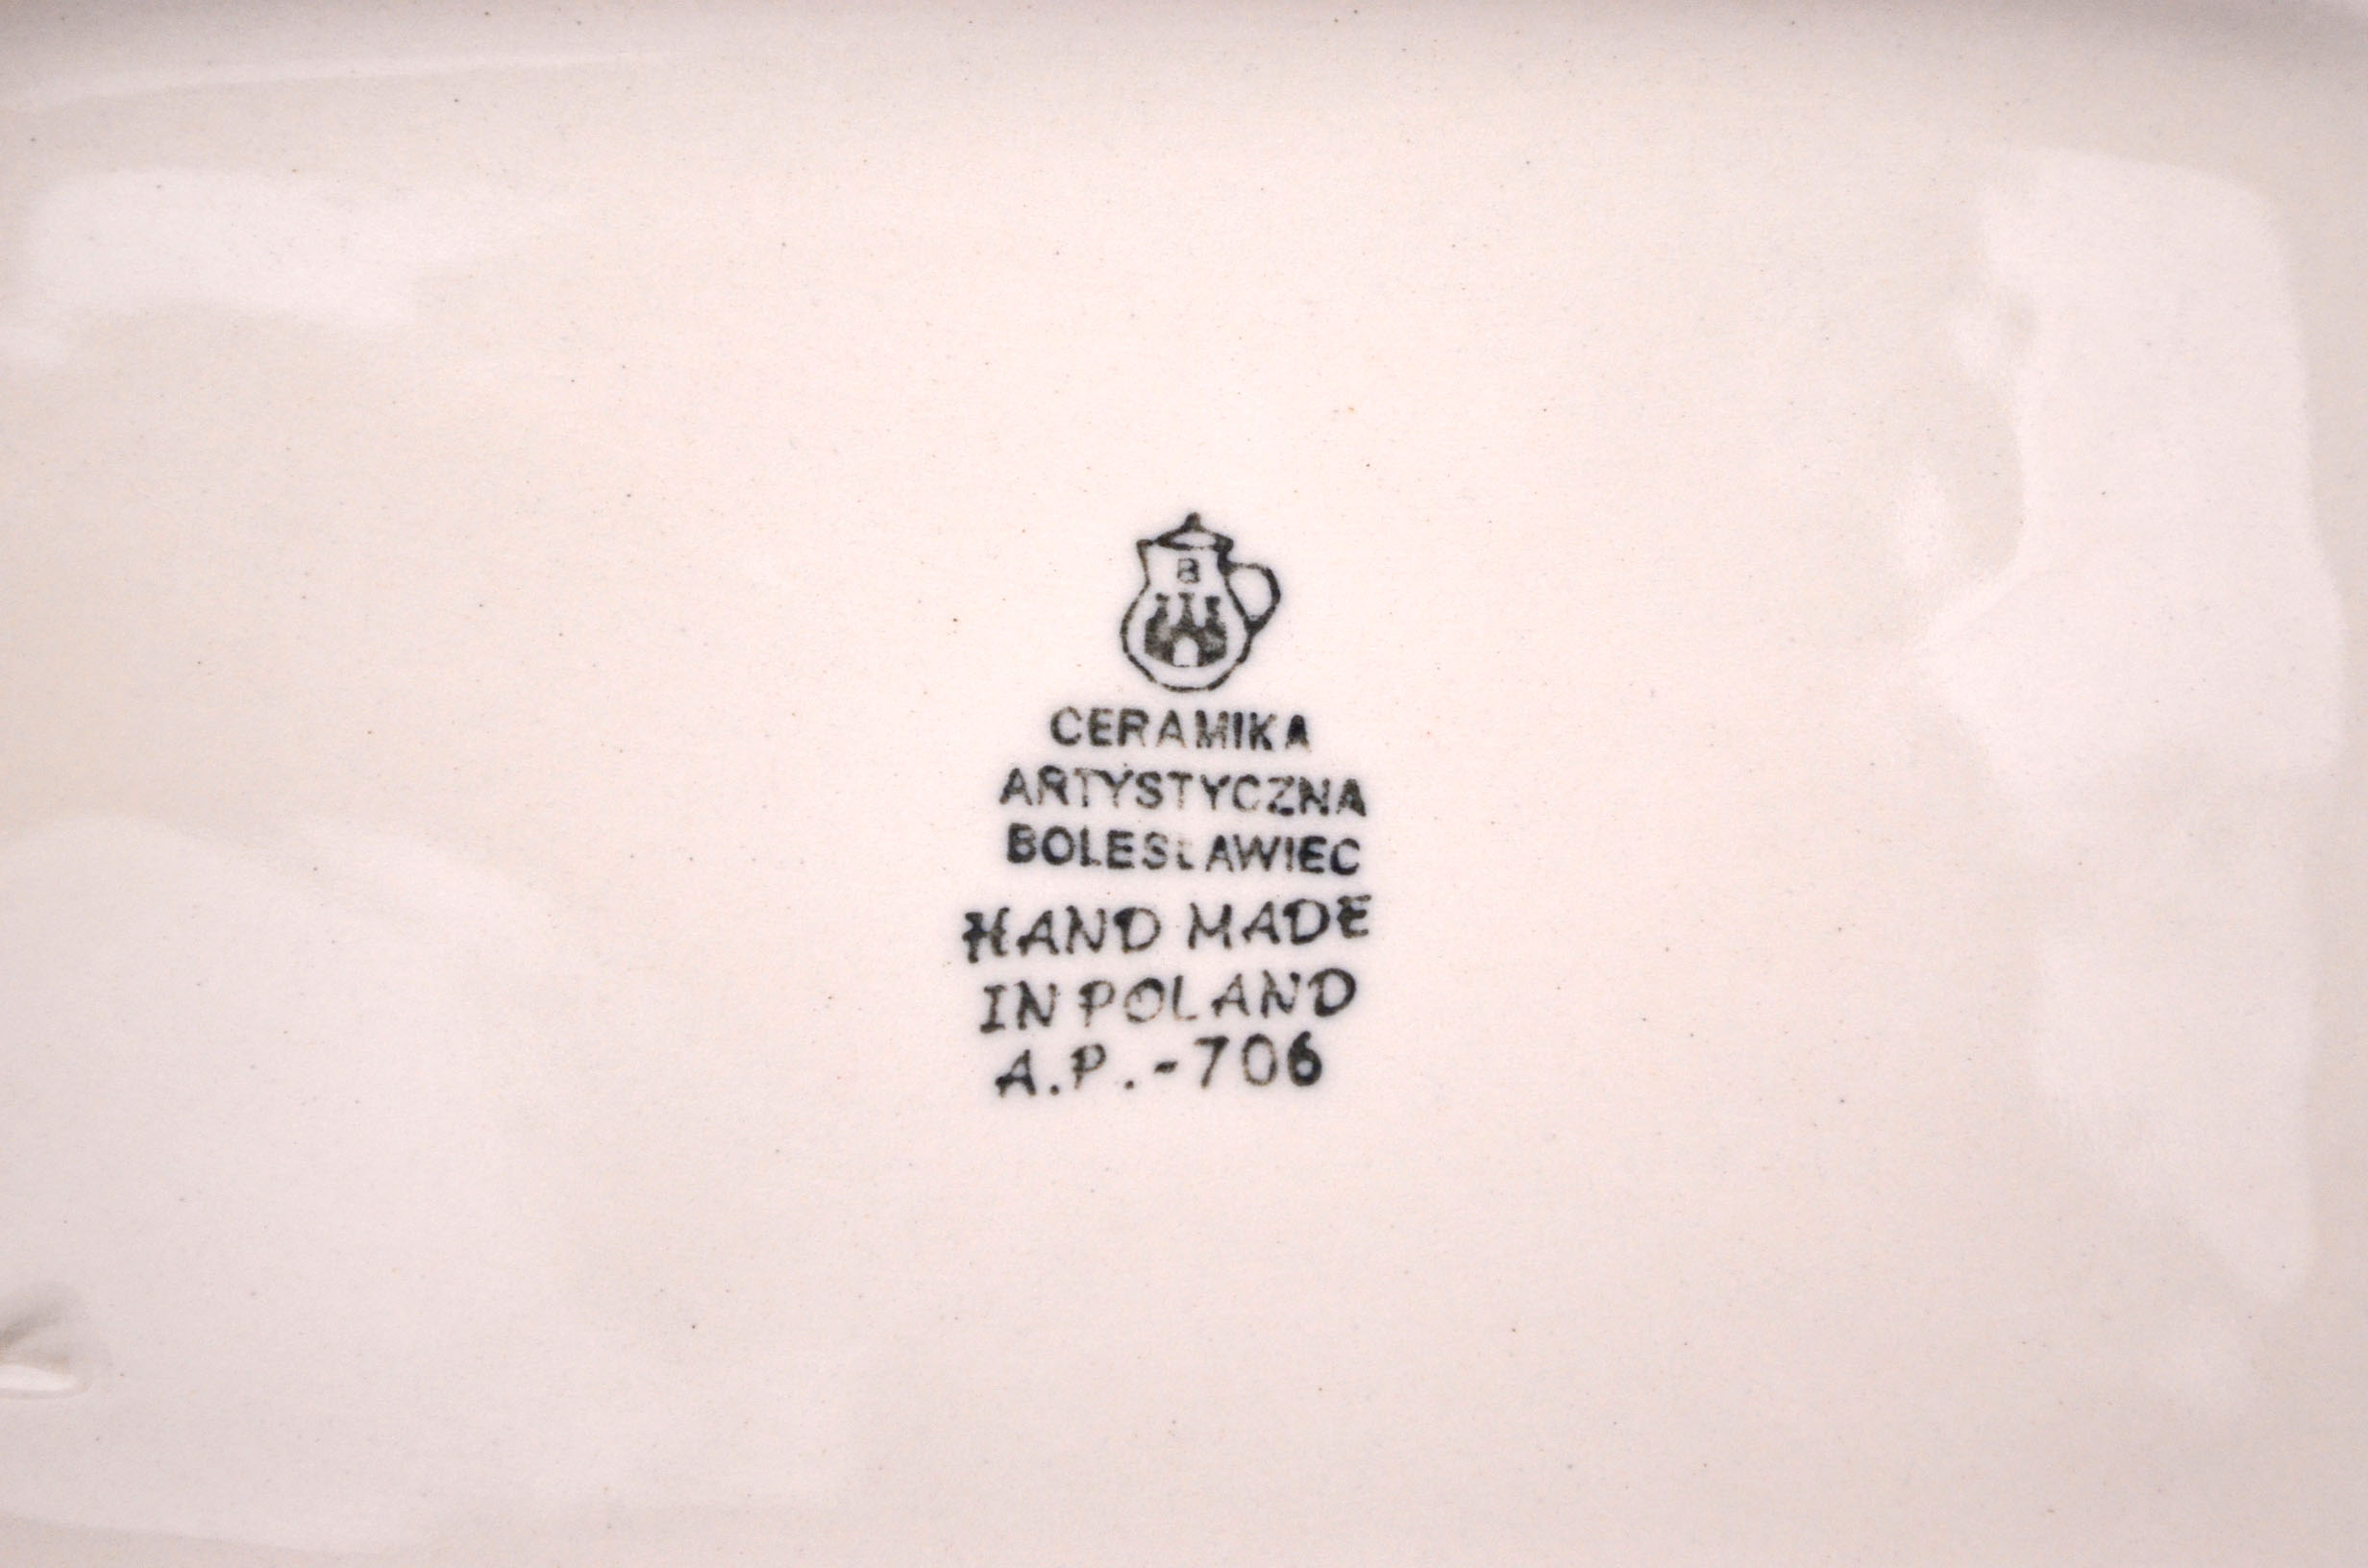 B
CERAMIKA
ARTYSTYCZNA
BOLESŁAWIEC
HAND MADE
IN POLAND
A.P.-706